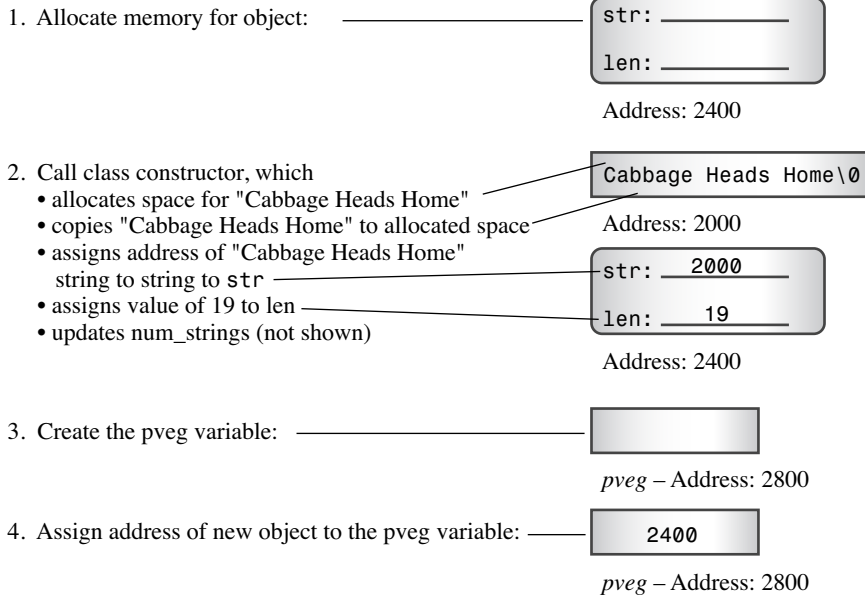 1. Allocate memory for object:
str:
len:
Address: 2400
2. Call class constructor, which
• allocates space for "Cabbage Heads Home"
• copies "Cabbage Heads Home" to allocated space
• assigns address of "Cabbage Heads Home"
string to string to str
• assigns value of 19 to len
• updates num_strings (not shown)
Cabbage Heads Home\0
Address: 2000
str: 2000
len: 19
Address: 2400
3. Create the pveg variable:
pveg – Address: 2800
4. Assign address of new object to the pveg variable:
2400
pveg – Address: 2800